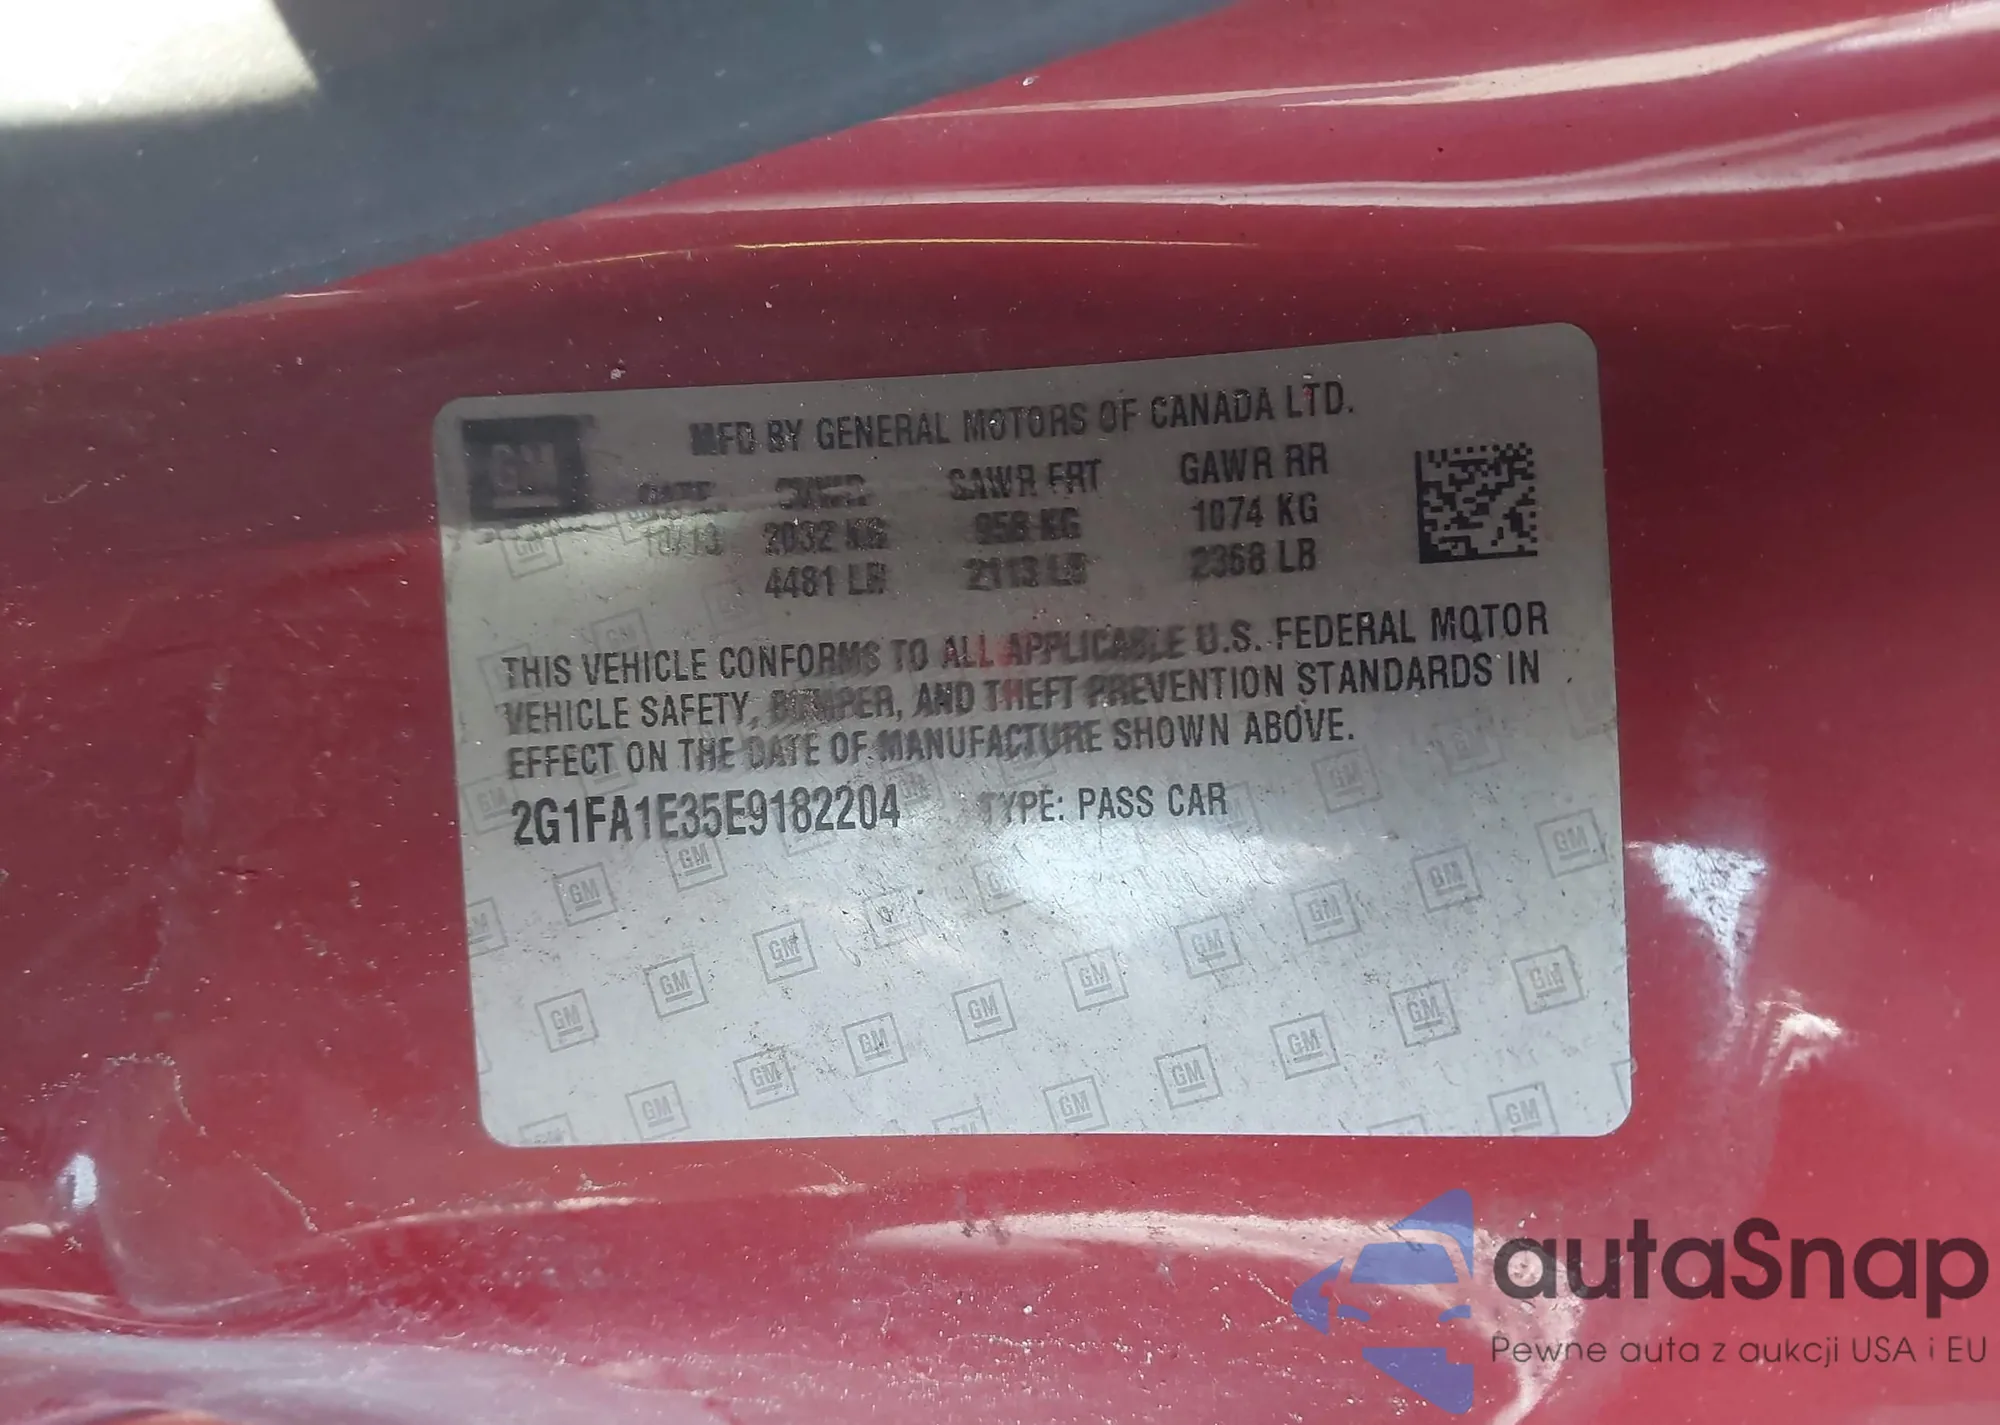 GM
MFD BY GENERAL MOTORS OF CANADA LTD.
DATE GVWR GAWR FRT GAWR RR
10/13 2032 KG 958 KG 1074 KG
4481 LB 2113 LB 2368 LB
THIS VEHICLE CONFORMS TO ALL APPLICABLE U.S. FEDERAL MOTOR
VEHICLE SAFETY, BUMPER, AND THEFT PREVENTION STANDARDS IN
EFFECT ON THE DATE OF MANUFACTURE SHOWN ABOVE.
2G1FA1E35E9182204 TYPE: PASS CAR
autaSnap
Pewne auta z aukcji USA i EU